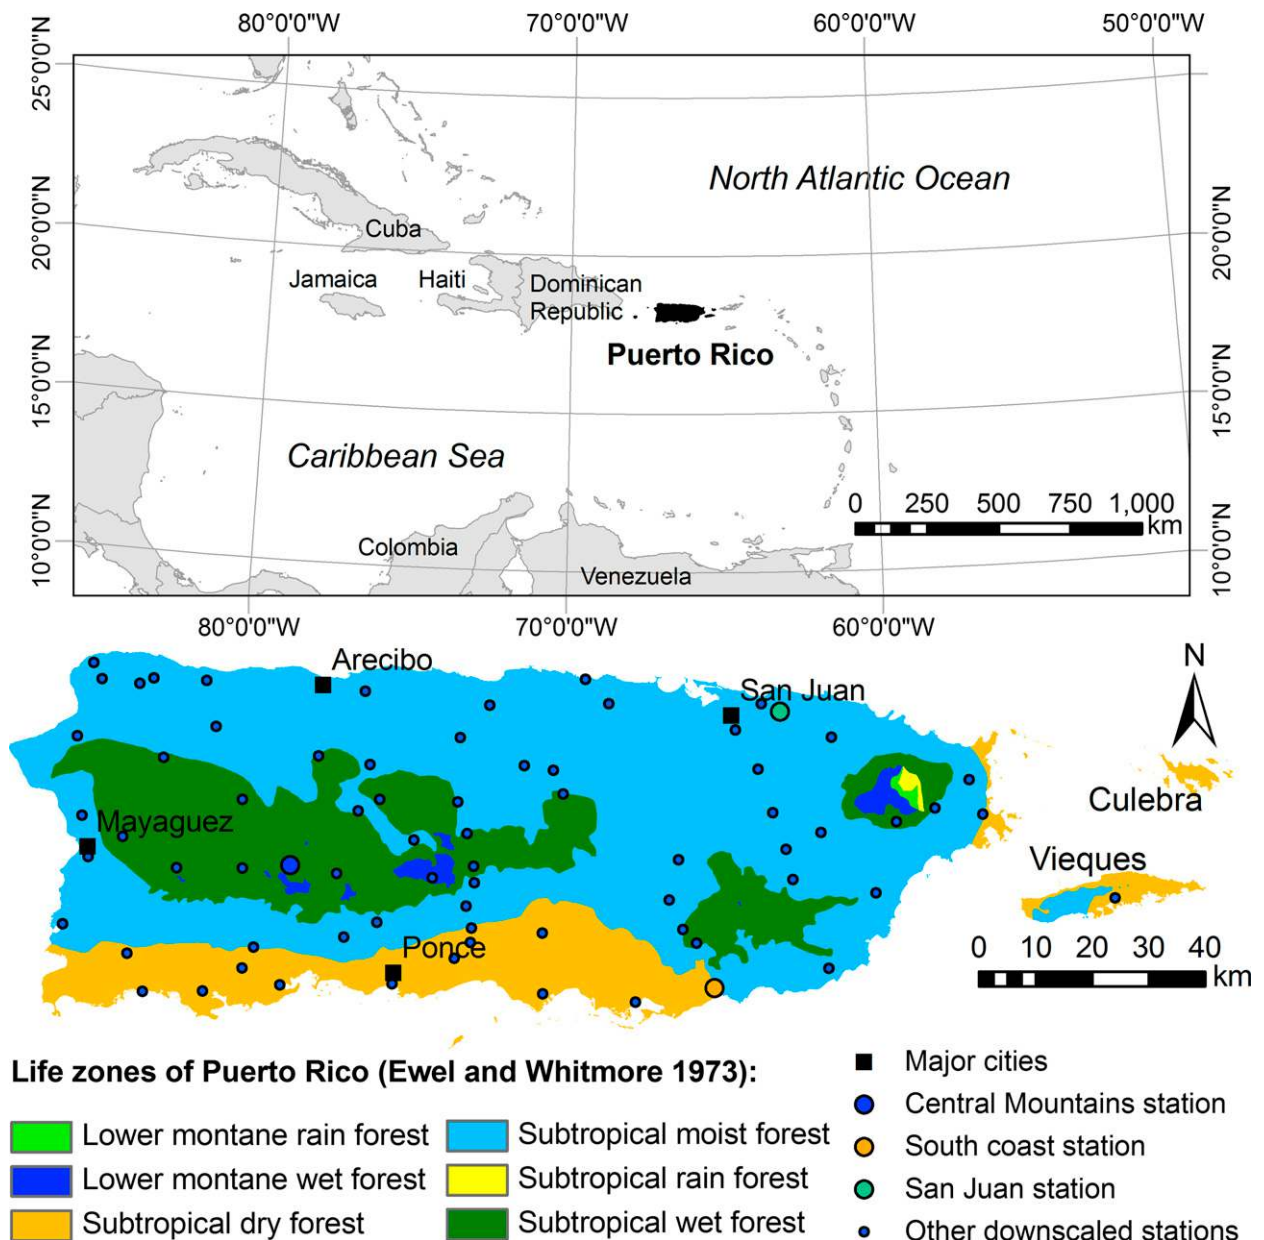 80°0'0"W 70°0'0"W 60°0'0"W 50°0'0"W
25°0'0"N
20°0'0"N
15°0'0"N
10°0'0"N
North Atlantic Ocean
Cuba
Jamaica Haiti Dominican
Republic
Puerto Rico
Caribbean Sea
Colombia
Venezuela
0 250 500 750 1,000
km
20°0'0"N
15°0'0"N
10°0'0"N
80°0'0"W 70°0'0"W 60°0'0"W
Arecibo
San Juan
N
Mayaguez
Culebra
Vieques
Ponce
0 10 20 30 40
km
Life zones of Puerto Rico (Ewel and Whitmore 1973):
Lower montane rain forest
Lower montane wet forest
Subtropical dry forest
Subtropical moist forest
Subtropical rain forest
Subtropical wet forest
Major cities
Central Mountains station
South coast station
San Juan station
Other downscaled stations